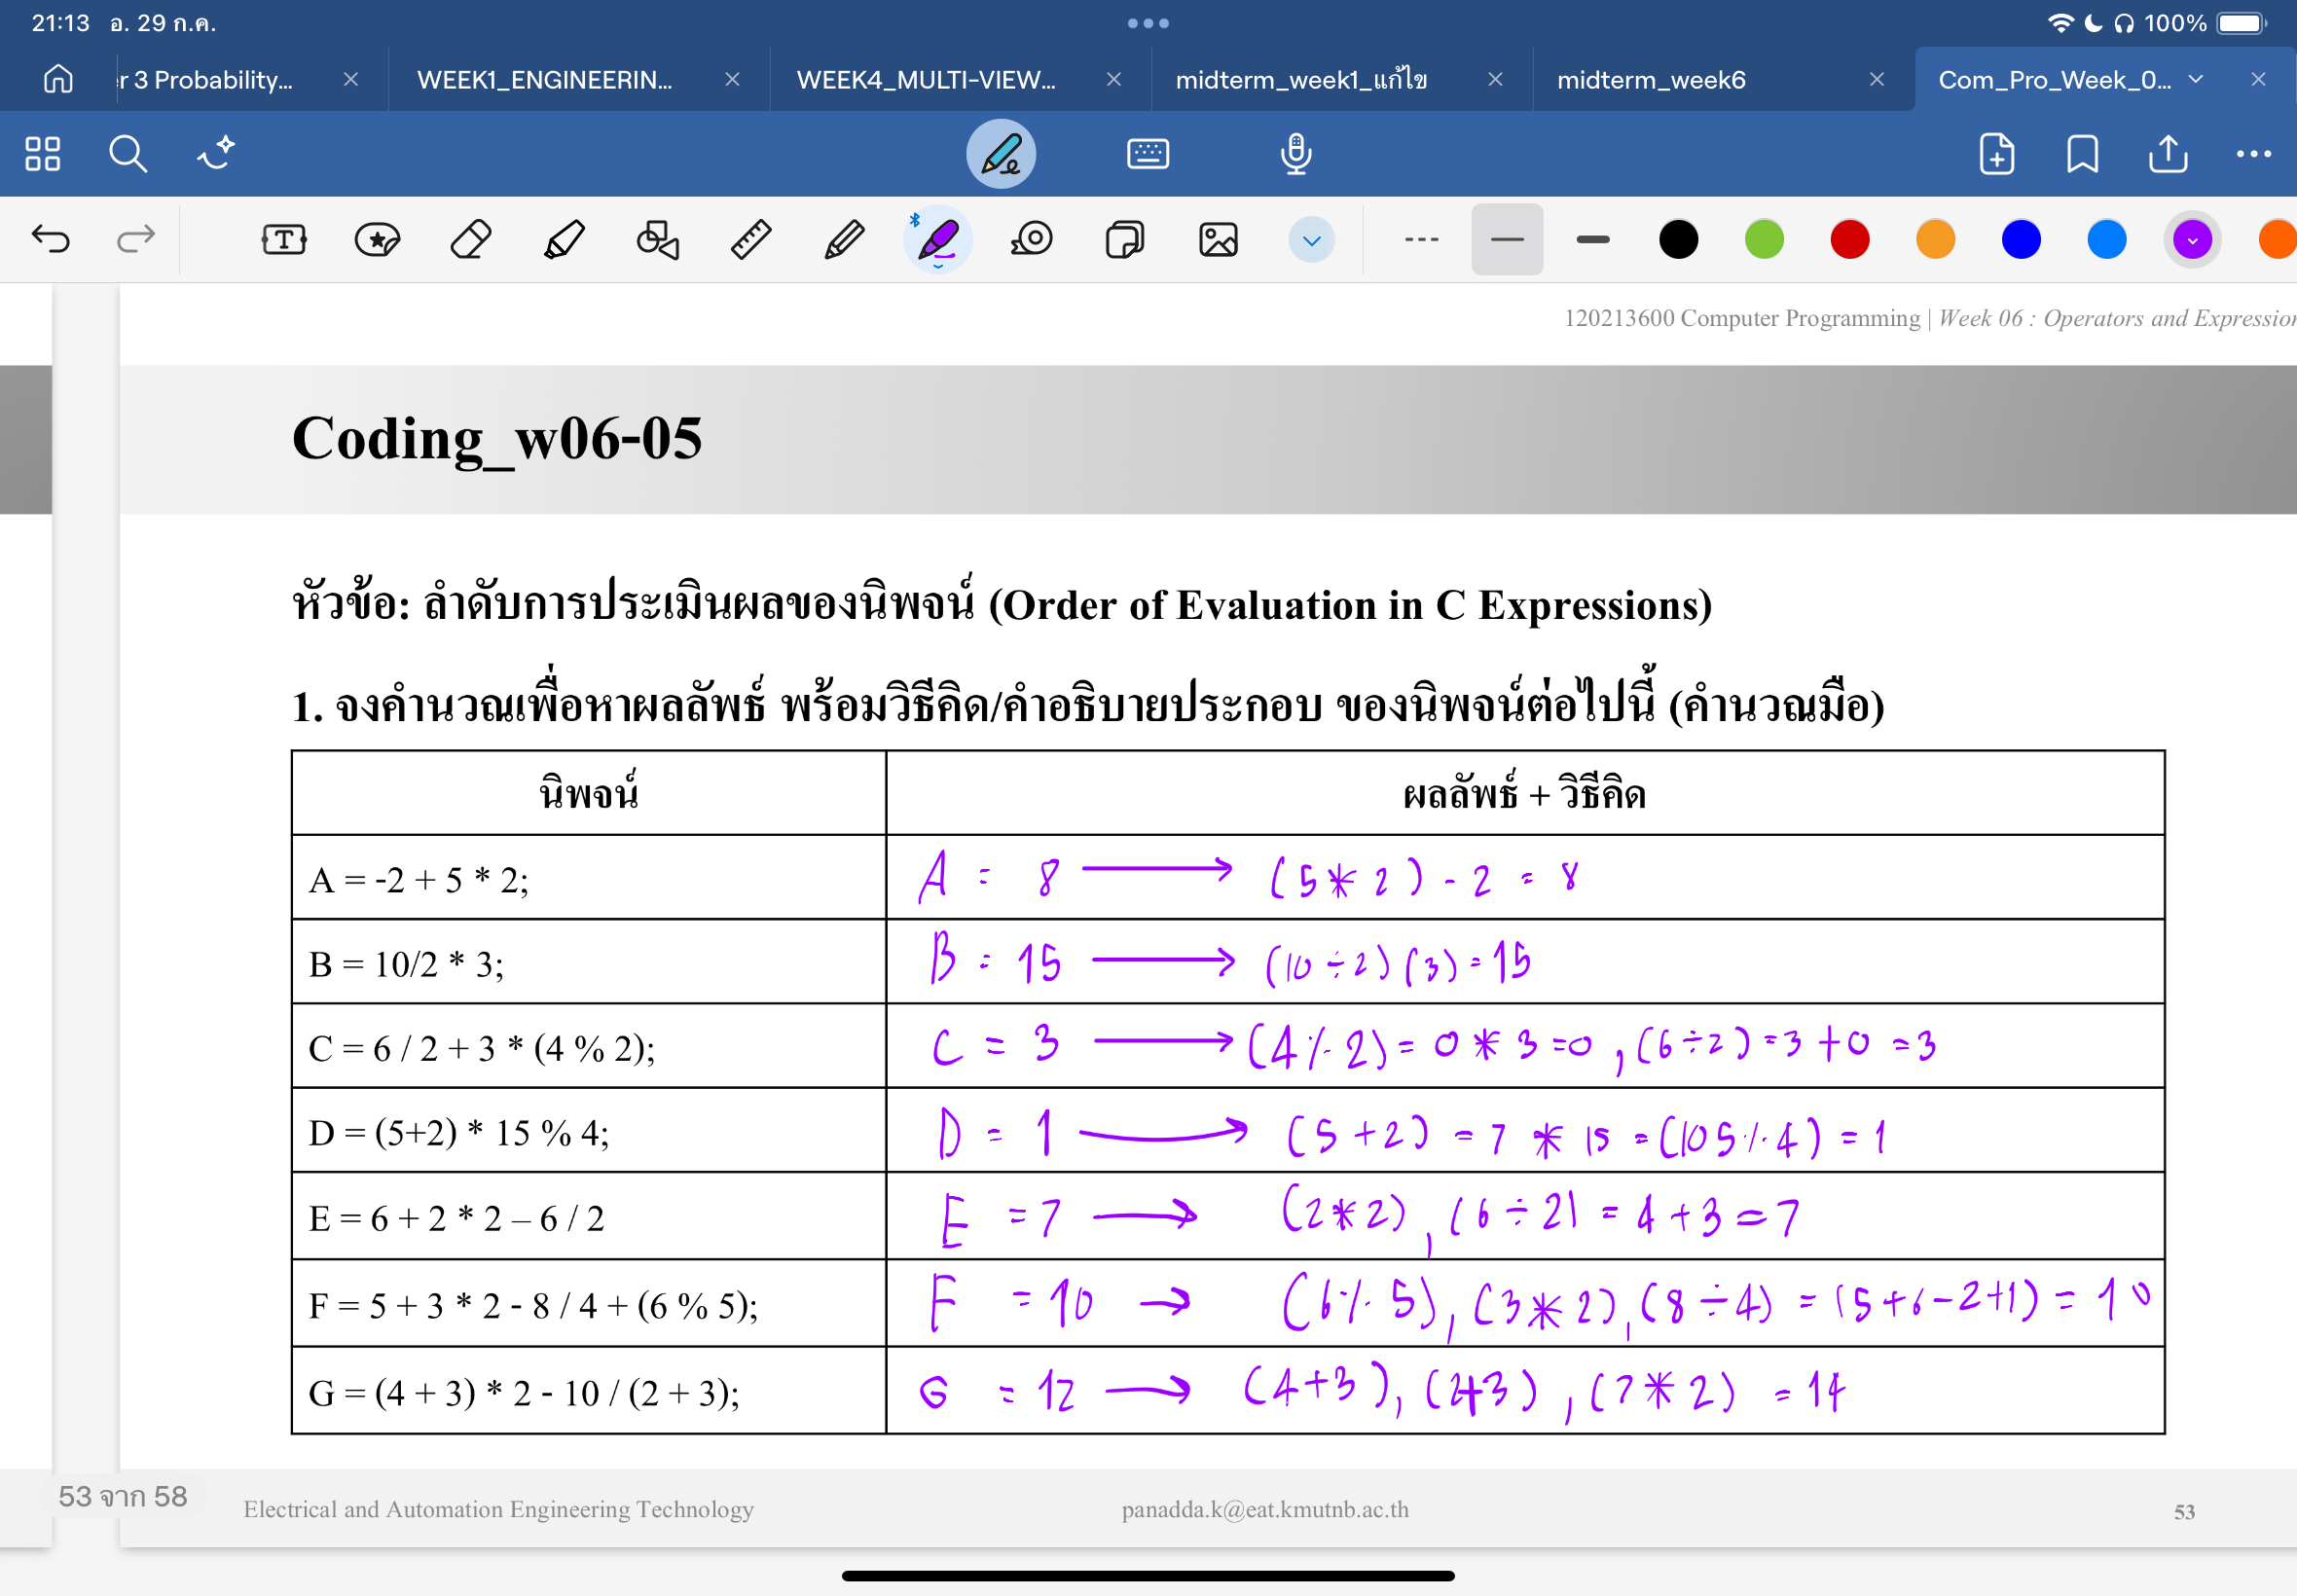 21:13 อ. 29 ก.ค. 100%
r 3 Probability... WEEK1_ENGINEERIN... WEEK4_MULTI-VIEW... midterm_week1_แก้ไข midterm_week6 Com_Pro_Week_0...
120213600 Computer Programming | Week 06 : Operators and Expression
Coding_w06-05
หัวข้อ: ลำดับการประเมินผลของนิพจน์ (Order of Evaluation in C Expressions)
1. จงคำนวณเพื่อหาผลลัพธ์ พร้อมวิธีคิด/คำอธิบายประกอบ ของนิพจน์ต่อไปนี้ (คำนวณมือ)
นิพจน์ ผลลัพธ์ + วิธีคิด
A = -2 + 5 * 2; A = 8 → (5 * 2) - 2 = 8
B = 10/2 * 3; B = 15 → (10 ÷ 2) (3) = 15
C = 6 / 2 + 3 * (4 % 2); C = 3 → (4 % 2) = 0 * 3 = 0 , (6 ÷ 2) = 3 + 0 = 3
D = (5+2) * 15 % 4; D = 1 → (5 + 2) = 7 * 15 = (105 % 4) = 1
E = 6 + 2 * 2 – 6 / 2 E = 7 → (2 * 2) , (6 ÷ 2) = 4 + 3 = 7
F = 5 + 3 * 2 - 8 / 4 + (6 % 5); F = 10 → (6 % 5), (3 * 2), (8 ÷ 4) = (5 + 6 - 2 + 1) = 10
G = (4 + 3) * 2 - 10 / (2 + 3); G = 12 → (4 + 3), (2 + 3) , (7 * 2) = 14
53 จาก 58 Electrical and Automation Engineering Technology panadda.k@eat.kmutnb.ac.th 53